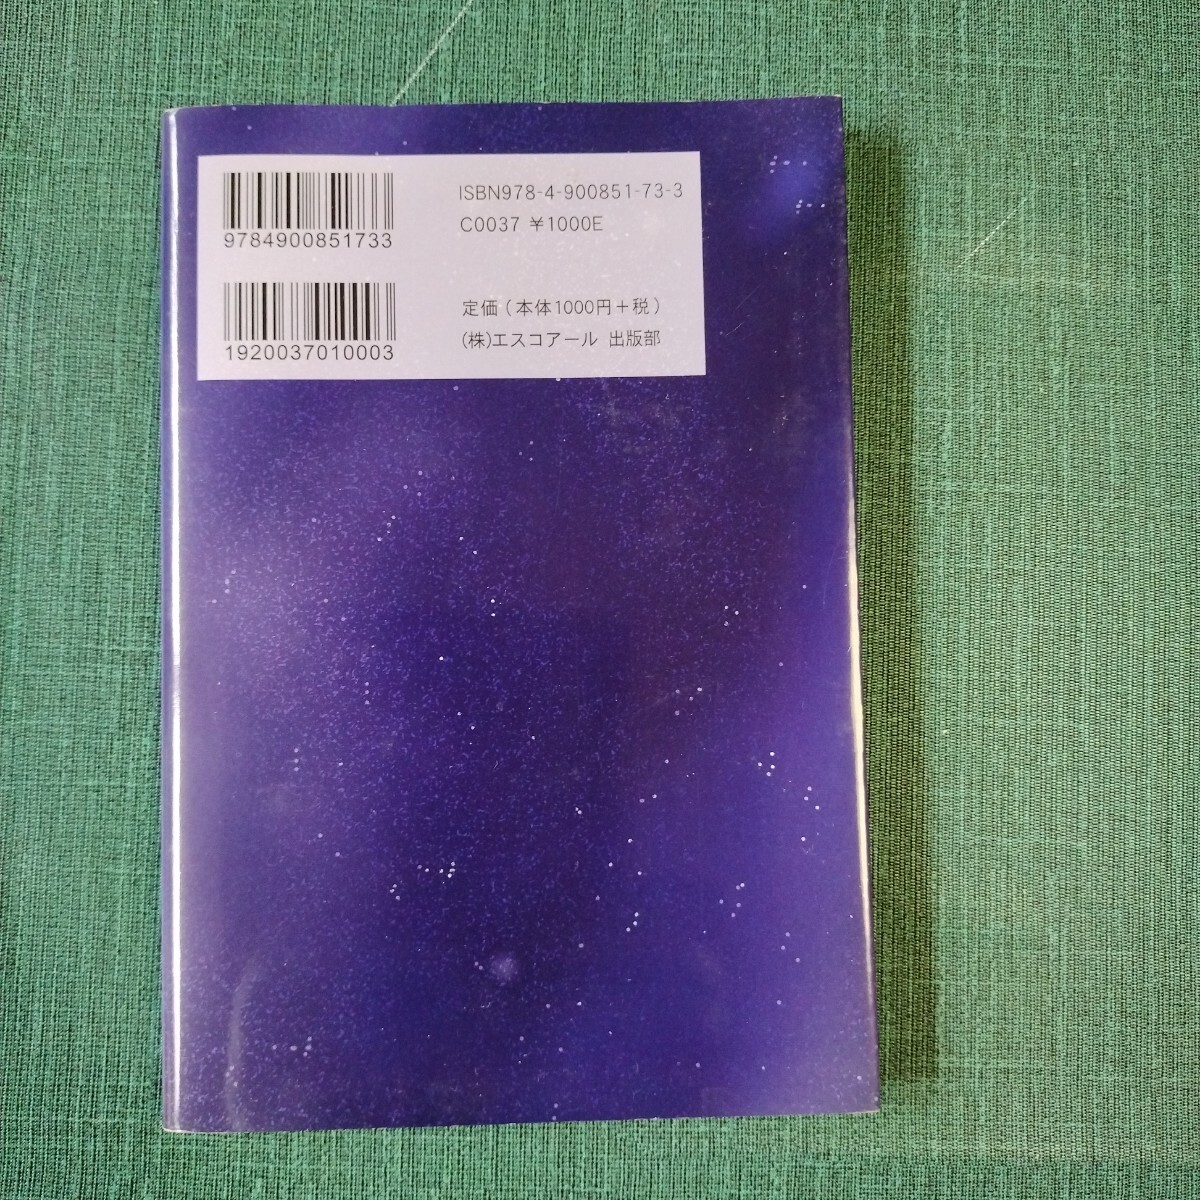 ISBN978-4-900851-73-3
C0037 ¥1000E
9784900851733
定価(本体1000円+税)
(株)エスコアール 出版部
1920037010003